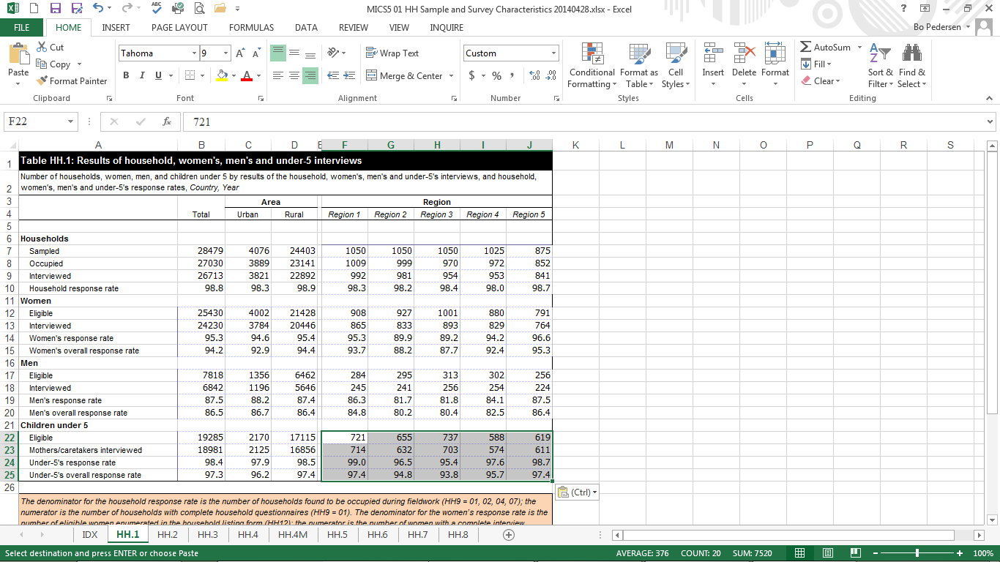 MICS5 01 HH Sample and Survey Characteristics 20140428.xlsx - Excel
FILE HOME INSERT PAGE LAYOUT FORMULAS DATA REVIEW VIEW INQUIRE Bo Pedersen
Cut
Copy
Format Painter
Paste
Clipboard
Tahoma 9
B I U
Font
Wrap Text
Merge & Center
Alignment
Custom
$ % ,
Number
Conditional Formatting
Format as Table
Cell Styles
Styles
Insert Delete Format
Cells
AutoSum
Fill
Clear
Sort & Filter
Find & Select
Editing
F22 fx 721
A B C D E F G H I J K L M N O P Q R S
1 Table HH.1: Results of household, women's, men's and under-5 interviews
Number of households, women, men, and children under 5 by results of the household, women's, men's and under-5's interviews, and household,
2 women's, men's and under-5's response rates, Country, Year
3 Area Region
4 Total Urban Rural Region 1 Region 2 Region 3 Region 4 Region 5
5
6 Households
7 Sampled 28479 4076 24403 1050 1050 1050 1025 875
8 Occupied 27030 3889 23141 1009 999 970 972 852
9 Interviewed 26713 3821 22892 992 981 954 953 841
10 Household response rate 98.8 98.3 98.9 98.3 98.2 98.4 98.0 98.7
11 Women
12 Eligible 25430 4002 21428 908 927 1001 880 791
13 Interviewed 24230 3784 20446 865 833 893 829 764
14 Women's response rate 95.3 94.6 95.4 95.3 89.9 89.2 94.2 96.6
15 Women's overall response rate 94.2 92.9 94.4 93.7 88.2 87.7 92.4 95.3
16 Men
17 Eligible 7818 1356 6462 284 295 313 302 256
18 Interviewed 6842 1196 5646 245 241 256 254 224
19 Men's response rate 87.5 88.2 87.4 86.3 81.7 81.8 84.1 87.5
20 Men's overall response rate 86.5 86.7 86.4 84.8 80.2 80.4 82.5 86.4
21 Children under 5
22 Eligible 19285 2170 17115 721 655 737 588 619
23 Mothers/caretakers interviewed 18981 2125 16856 714 632 703 574 611
24 Under-5's response rate 98.4 97.9 98.5 99.0 96.5 95.4 97.6 98.7
25 Under-5's overall response rate 97.3 96.2 97.4 97.4 94.8 93.8 95.7 97.4
26
(Ctrl)
The denominator for the household response rate is the number of households found to be occupied during fieldwork (HH9 = 01, 02, 04, 07); the
numerator is the number of households with complete household questionnaires (HH9 = 01). The denominator for the women's response rate is the
number of eligible women enumerated in the household listing form (HH12); the numerator is the number of women with a complete interview
IDX HH.1 HH.2 HH.3 HH.4 HH.4M HH.5 HH.6 HH.7 HH.8
Select destination and press ENTER or choose Paste AVERAGE: 376 COUNT: 20 SUM: 7520 100%